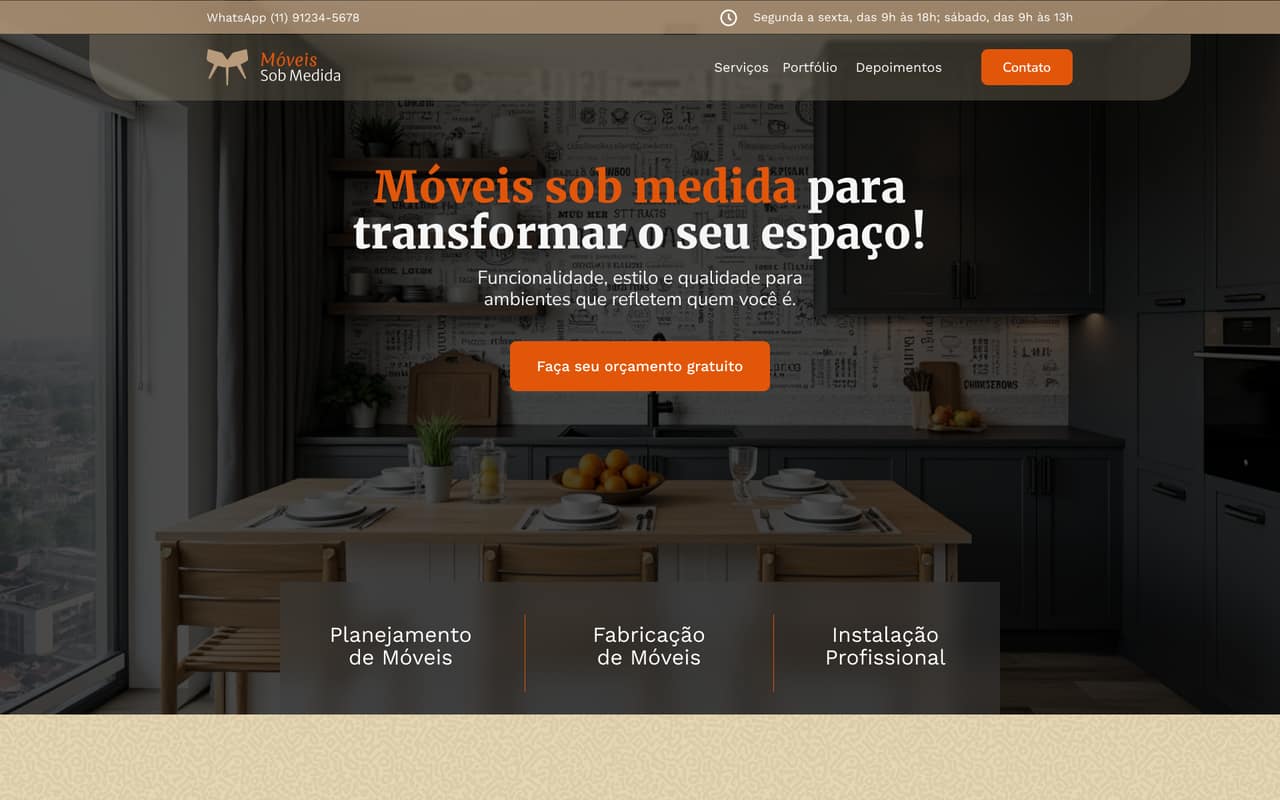 WhatsApp (11) 91234-5678
Segunda a sexta, das 9h às 18h; sábado, das 9h às 13h
Móveis
Sob Medida
Serviços
Portfólio
Depoimentos
Contato
Móveis sob medida para
transformar o seu espaço!
Funcionalidade, estilo e qualidade para
ambientes que refletem quem você é.
Faça seu orçamento gratuito
Planejamento
de Móveis
Fabricação
de Móveis
Instalação
Profissional